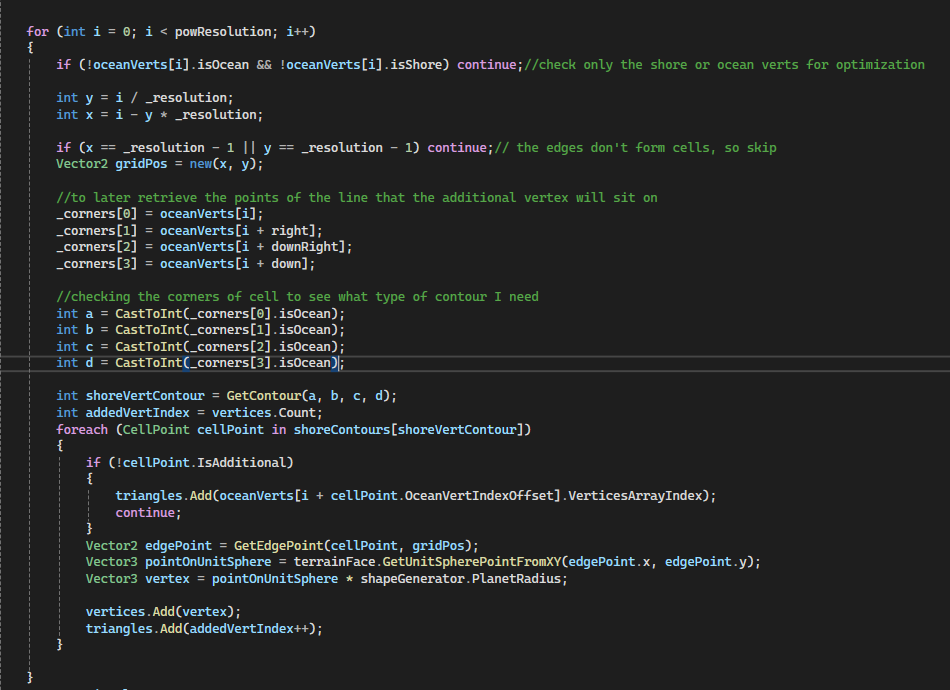 for (int i = 0; i < powResolution; i++)
{
if (!oceanVerts[i].isOcean && !oceanVerts[i].isShore) continue;//check only the shore or ocean verts for optimization
int y = i / _resolution;
int x = i - y * _resolution;
if (x == _resolution - 1 || y == _resolution - 1) continue;// the edges don't form cells, so skip
Vector2 gridPos = new(x, y);
//to later retrieve the points of the line that the additional vertex will sit on
_corners[0] = oceanVerts[i];
_corners[1] = oceanVerts[i + right];
_corners[2] = oceanVerts[i + downRight];
_corners[3] = oceanVerts[i + down];
//checking the corners of cell to see what type of contour I need
int a = CastToInt(_corners[0].isOcean);
int b = CastToInt(_corners[1].isOcean);
int c = CastToInt(_corners[2].isOcean);
int d = CastToInt(_corners[3].isOcean);
int shoreVertContour = GetContour(a, b, c, d);
int addedVertIndex = vertices.Count;
foreach (CellPoint cellPoint in shoreContours[shoreVertContour])
{
if (!cellPoint.IsAdditional)
{
triangles.Add(oceanVerts[i + cellPoint.OceanVertIndexOffset].VerticesArrayIndex);
continue;
}
Vector2 edgePoint = GetEdgePoint(cellPoint, gridPos);
Vector3 pointOnUnitSphere = terrainFace.GetUnitSpherePointFromXY(edgePoint.x, edgePoint.y);
Vector3 vertex = pointOnUnitSphere * shapeGenerator.PlanetRadius;
vertices.Add(vertex);
triangles.Add(addedVertIndex++);
}
}